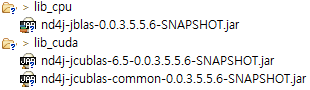 > lib_cpu
nd4j-jblas-0.0.3.5.5.6-SNAPSHOT.jar
> lib_cuda
nd4j-jcublas-6.5-0.0.3.5.5.6-SNAPSHOT.jar
nd4j-jcublas-common-0.0.3.5.5.6-SNAPSHOT.jar